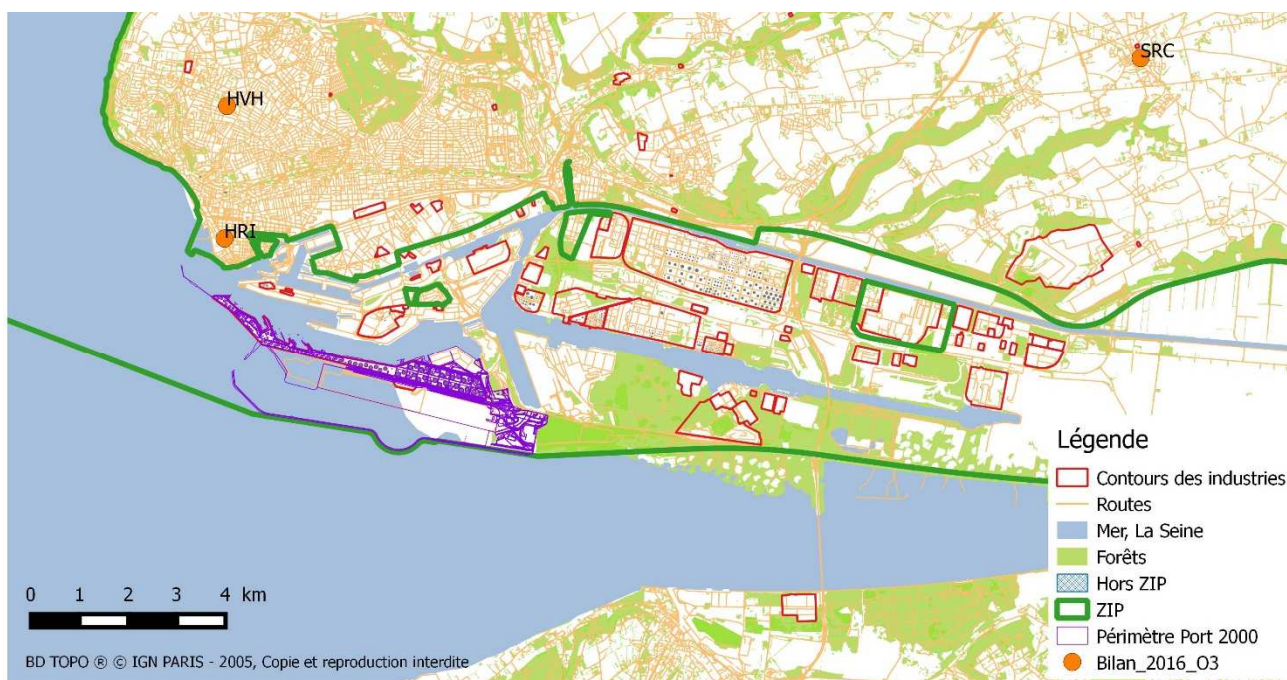 SRC
HVH
HRI
Légende
Contours des industries
Routes
Mer, La Seine
Forêts
Hors ZIP
ZIP
Périmètre Port 2000
Bilan_2016_O3
0 1 2 3 4 km
BD TOPO ® © IGN PARIS - 2005, Copie et reproduction interdite